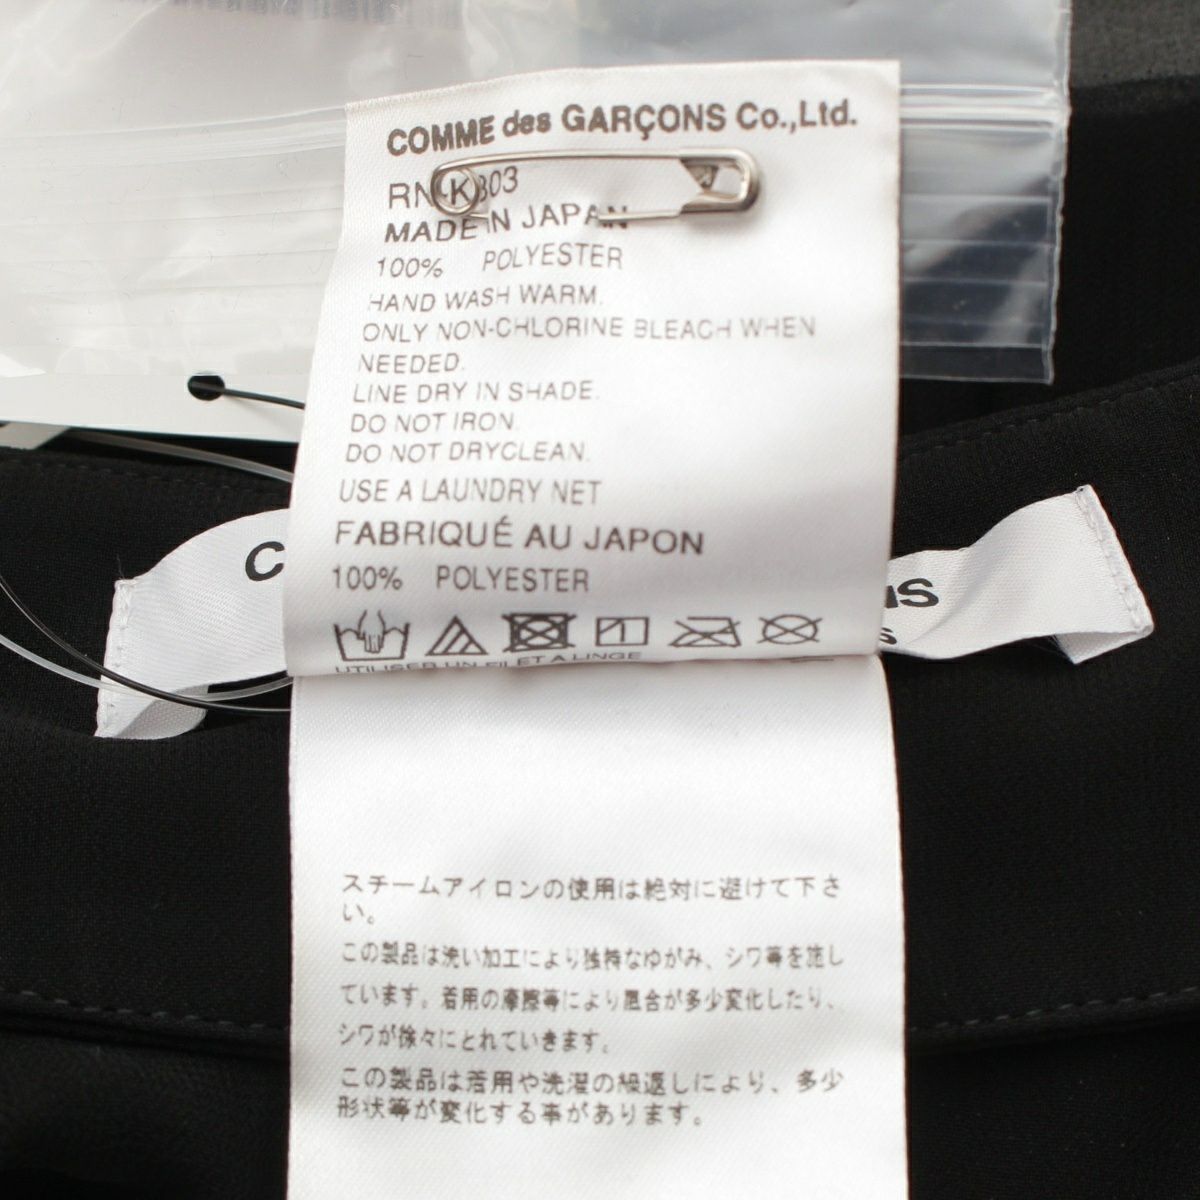 COMME des GARÇONS Co.,Ltd.
MADE IN JAPAN
100% POLYESTER
HAND WASH WARM.
ONLY NON-CHLORINE BLEACH WHEN
NEEDED.
LINE DRY IN SHADE.
DO NOT IRON.
DO NOT DRYCLEAN.
USE A LAUNDRY NET
FABRIQUÉ AU JAPON
100% POLYESTER
1
UTILISER UN FILET A LINGE
スチームアイロンの使用は絶対に避けて下さ
い。
この製品は洗い加工により独特なゆがみ、シワ等を施し
ています。着用の摩擦等により風合が多少変化したり、
シワが徐々にとれていきます。
この製品は着用や洗濯の繰返しにより、多少
形状等が変化する事があります。